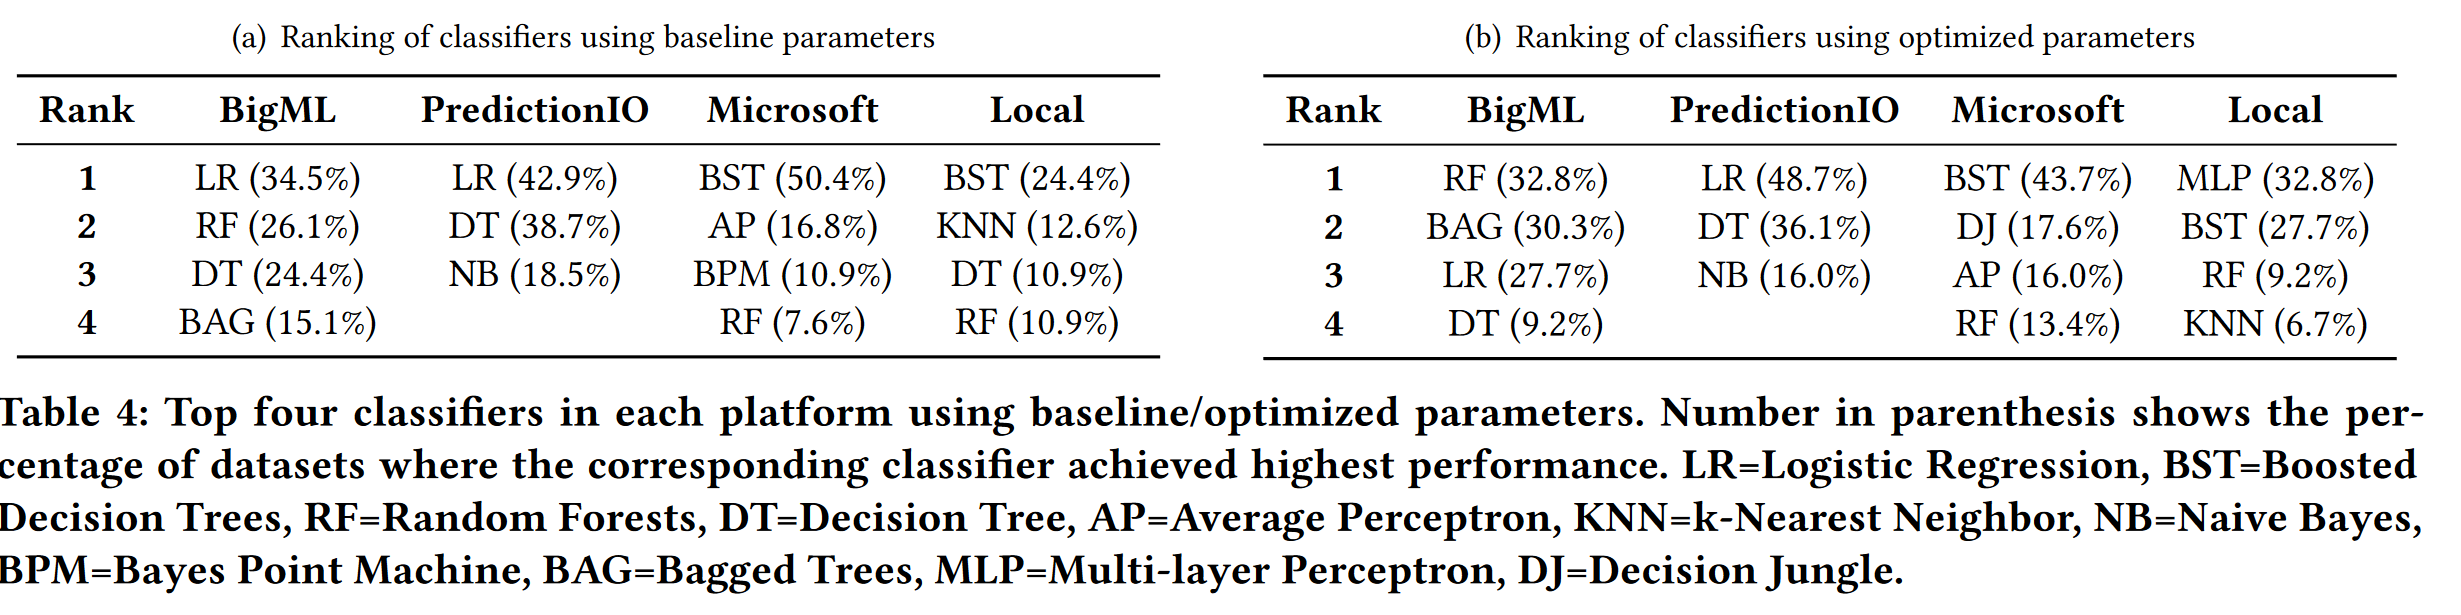 (a) Ranking of classifiers using baseline parameters
Rank BigML PredictionIO Microsoft Local
1 LR (34.5%) LR (42.9%) BST (50.4%) BST (24.4%)
2 RF (26.1%) DT (38.7%) AP (16.8%) KNN (12.6%)
3 DT (24.4%) NB (18.5%) BPM (10.9%) DT (10.9%)
4 BAG (15.1%) RF (7.6%) RF (10.9%)
(b) Ranking of classifiers using optimized parameters
Rank BigML PredictionIO Microsoft Local
1 RF (32.8%) LR (48.7%) BST (43.7%) MLP (32.8%)
2 BAG (30.3%) DT (36.1%) DJ (17.6%) BST (27.7%)
3 LR (27.7%) NB (16.0%) AP (16.0%) RF (9.2%)
4 DT (9.2%) RF (13.4%) KNN (6.7%)
Table 4: Top four classifiers in each platform using baseline/optimized parameters. Number in parenthesis shows the per-
centage of datasets where the corresponding classifier achieved highest performance. LR=Logistic Regression, BST=Boosted
Decision Trees, RF=Random Forests, DT=Decision Tree, AP=Average Perceptron, KNN=k-Nearest Neighbor, NB=Naive Bayes,
BPM=Bayes Point Machine, BAG=Bagged Trees, MLP=Multi-layer Perceptron, DJ=Decision Jungle.